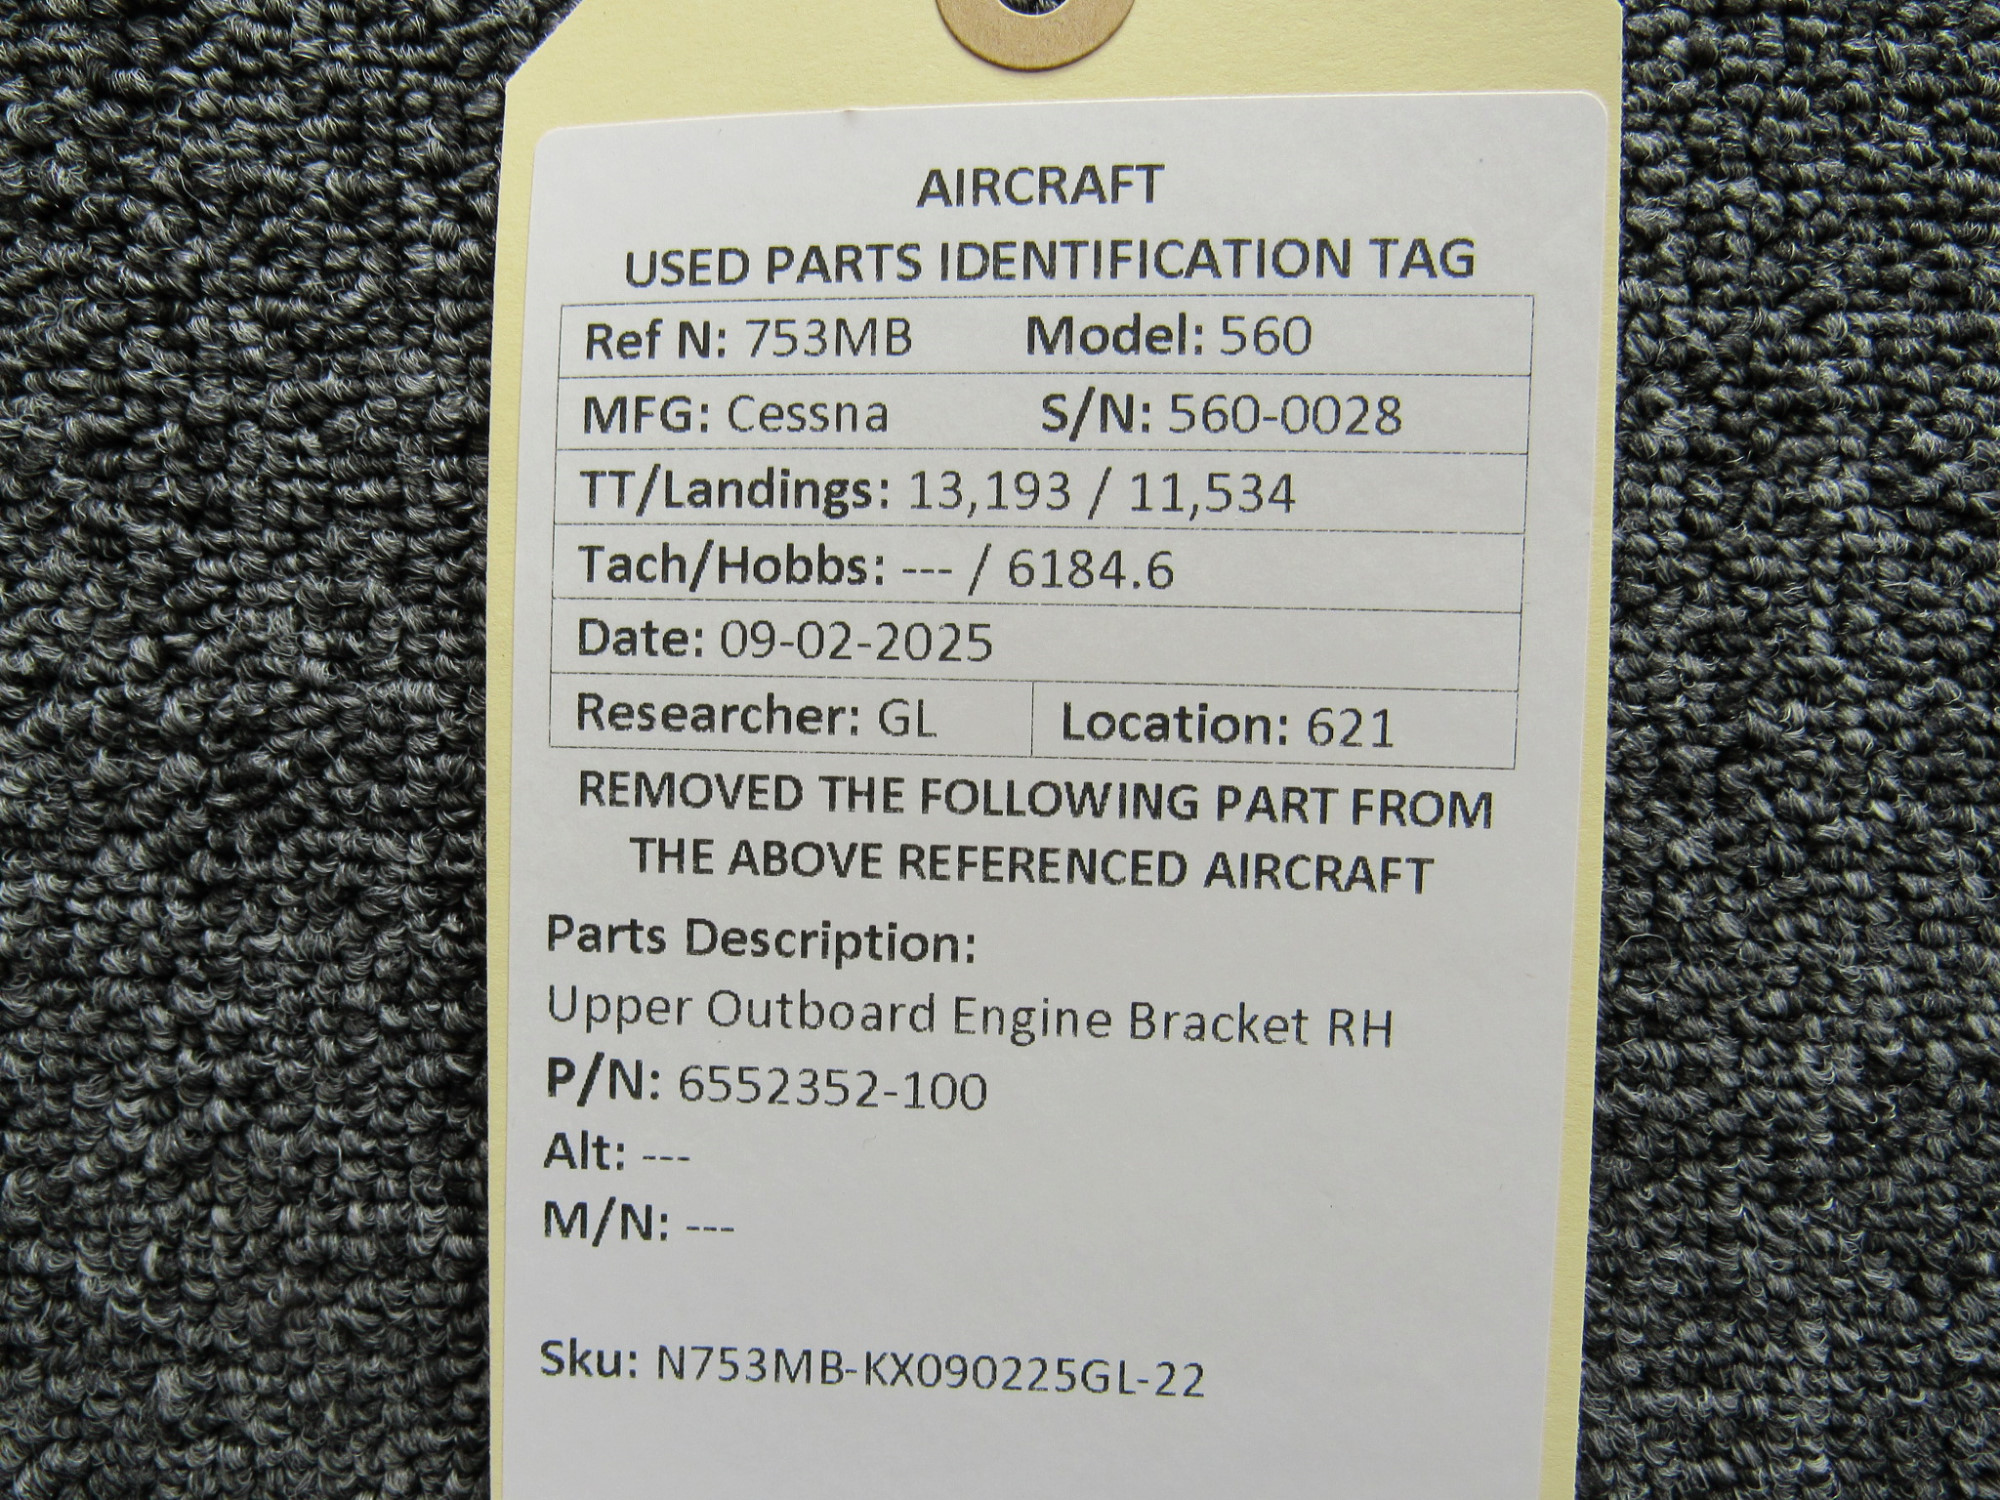 AIRCRAFT
USED PARTS IDENTIFICATION TAG
Ref N: 753MB Model: 560
MFG: Cessna S/N: 560-0028
TT/Landings: 13,193 / 11,534
Tach/Hobbs: --- / 6184.6
Date: 09-02-2025
Researcher: GL Location: 621
REMOVED THE FOLLOWING PART FROM
THE ABOVE REFERENCED AIRCRAFT
Parts Description:
Upper Outboard Engine Bracket RH
P/N: 6552352-100
Alt: ---
M/N: ---
Sku: N753MB-KX090225GL-22